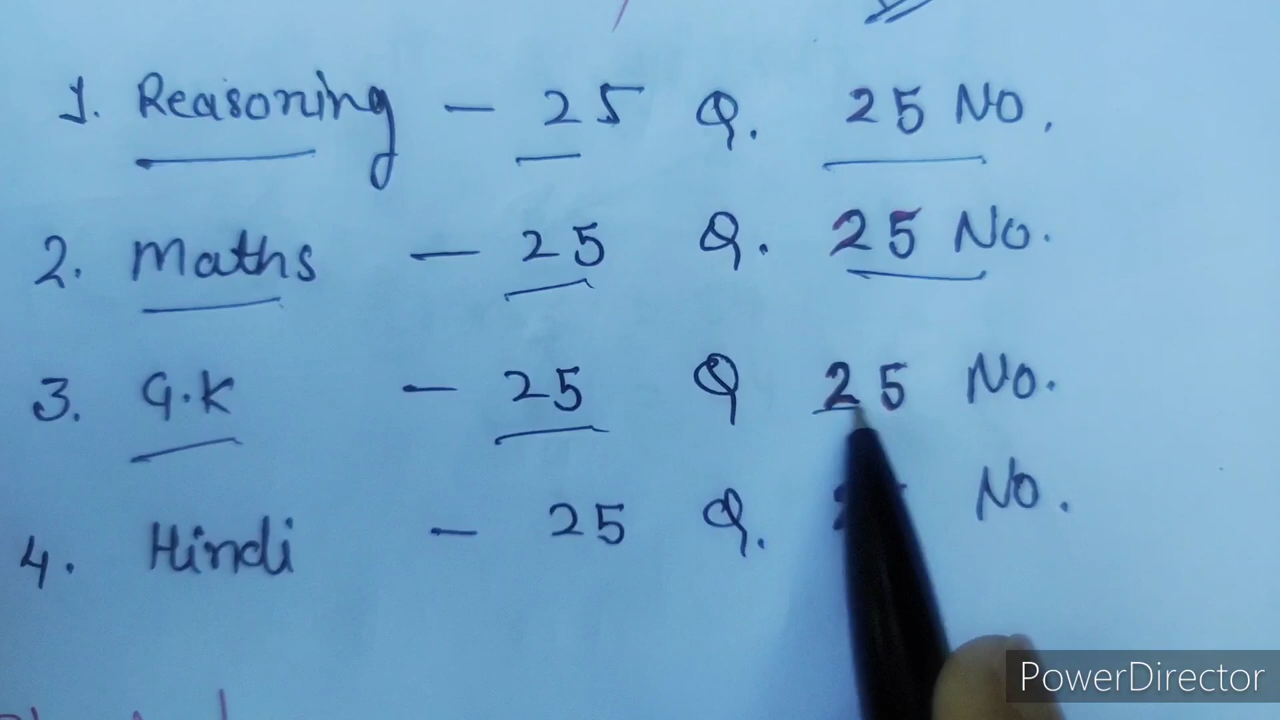 1. Reasoning - 25 Q. 25 No.
2. Maths - 25 Q. 25 No.
3. G.K - 25 Q 25 No.
4. Hindi - 25 Q. No.
PowerDirector